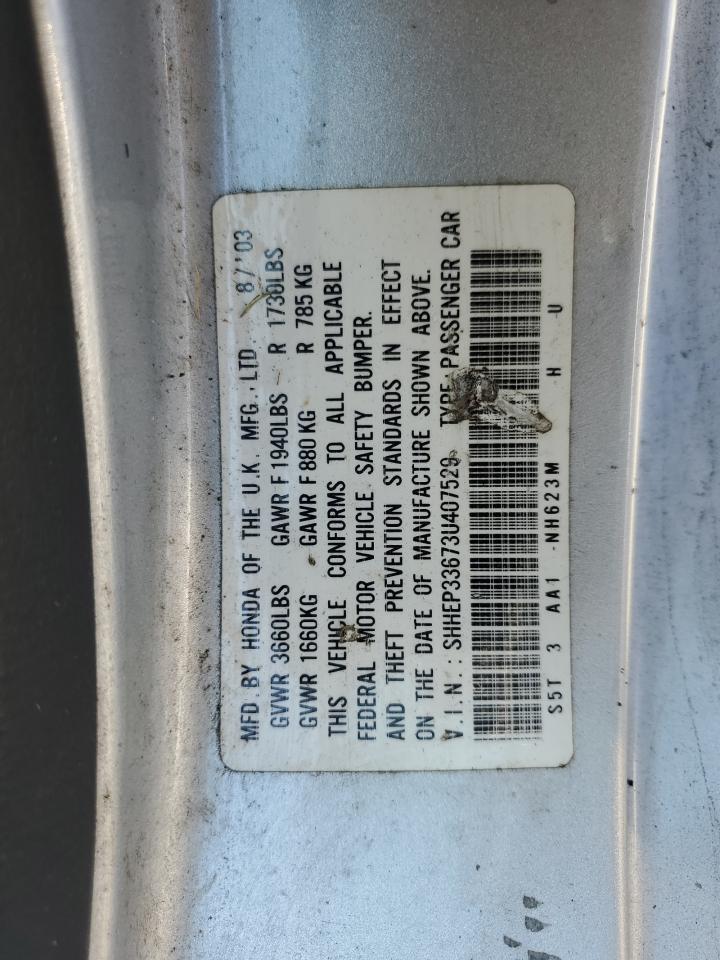 MFD. BY HONDA OF THE U.K. MFG., LTD 8/'03
GVWR 3660LBS GAWR F 1940LBS R 1730LBS
GVWR 1660KG GAWR F 880 KG R 785 KG
THIS VEHICLE CONFORMS TO ALL APPLICABLE
FEDERAL MOTOR VEHICLE SAFETY BUMPER.
AND THEFT PREVENTION STANDARDS IN EFFECT
ON THE DATE OF MANUFACTURE SHOWN ABOVE.
V.I.N.: SHHEP33673U407529 TYPE PASSENGER CAR
S5T 3 AA1 -NH623M -H -U